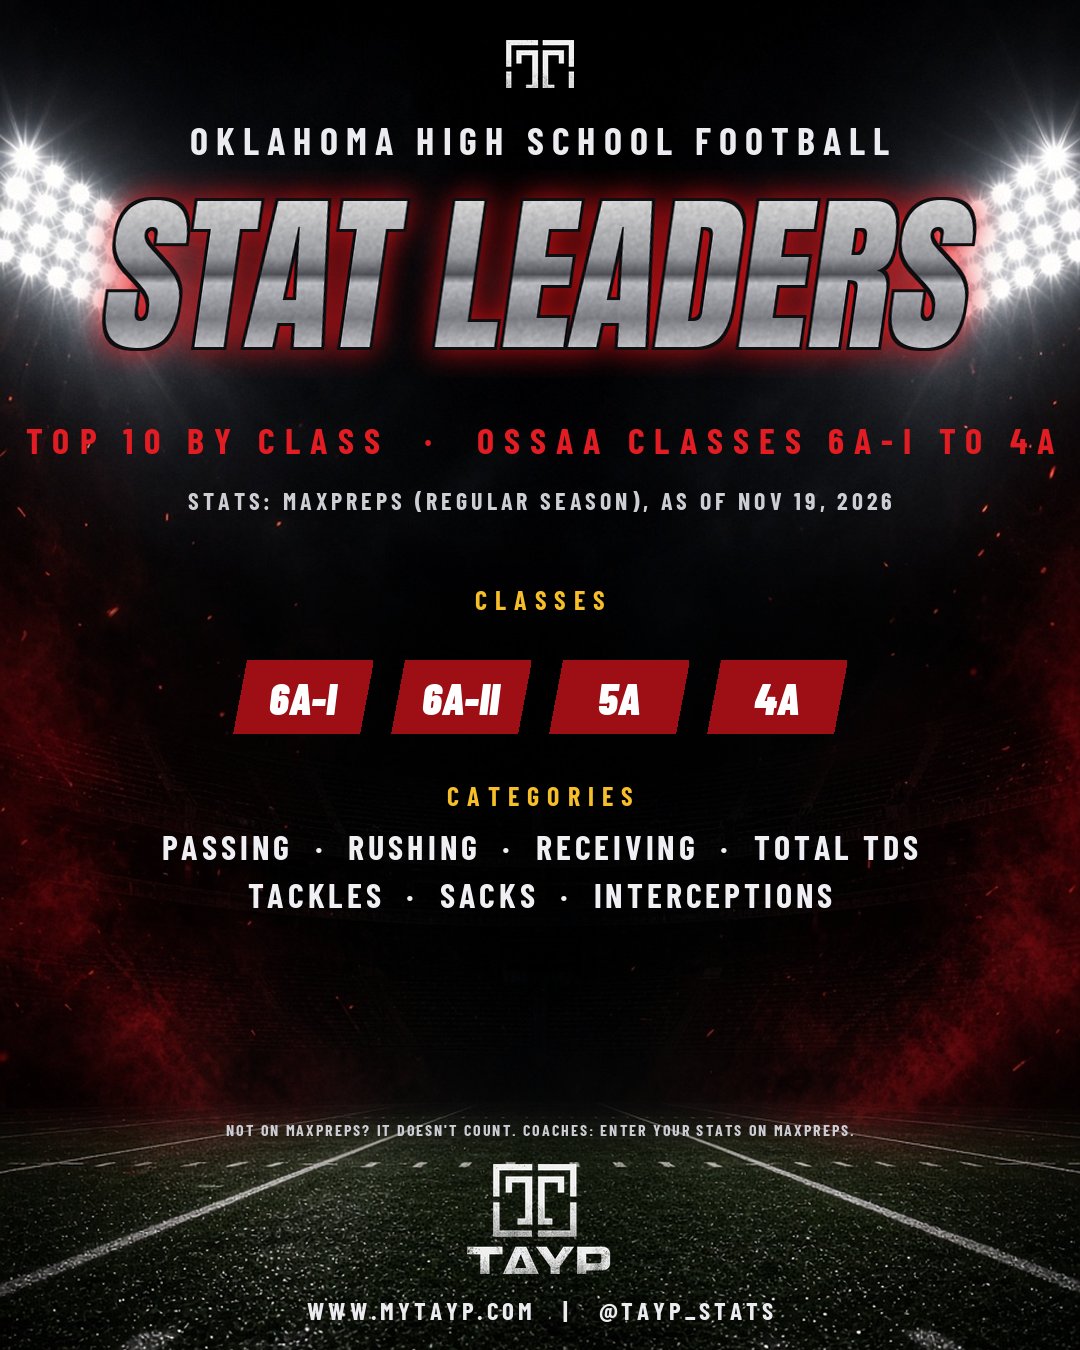 OKLAHOMA HIGH SCHOOL FOOTBALL
STAT LEADERS
TOP 10 BY CLASS · OSSAA CLASSES 6A-I TO 4A
STATS: MAXPREPS (REGULAR SEASON), AS OF NOV 19, 2026
CLASSES
6A-I 6A-II 5A 4A
CATEGORIES
PASSING · RUSHING · RECEIVING · TOTAL TDS
TACKLES · SACKS · INTERCEPTIONS
NOT ON MAXPREPS? IT DOESN'T COUNT. COACHES: ENTER YOUR STATS ON MAXPREPS.
TAYP
WWW.MYTAYP.COM | @TAYP_STATS